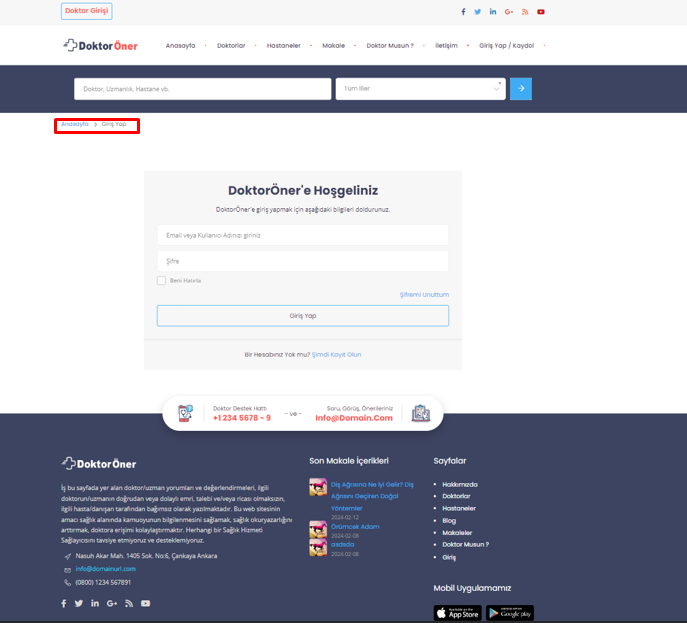 Doktor Girişi
DoktorÖner
Anasayfa
Doktorlar
Hastaneler
Makale
Doktor Musun ?
İletişim
Giriş Yap / Kaydol
Doktor, Uzmanlık, Hastane vb.
Tüm İller
Anasayfa > Giriş Yap
DoktorÖner'e Hoşgeliniz
DoktorÖner'e giriş yapmak için aşağıdaki bilgileri doldurunuz.
Email veya Kullanıcı Adınızı giriniz
Şifre
Beni Hatırla
Şifremi Unuttum
Giriş Yap
Bir Hesabınız Yok mu? Şimdi Kayıt Olun
Doktor Destek Hattı
+1 234 5678 - 9
- ve -
Soru, Görüş, Önerileriniz
Info@Domain.Com
DoktorÖner
İş bu sayfada yer alan doktor/uzman yorumları ve değerlendirmeleri, ilgili
doktorun/uzmanın doğrudan veya dolaylı emri, talebi ve/veya ricası olmaksızın,
ilgili hasta/danışan tarafından bağımsız olarak yazılmaktadır. Bu web sitesinin
amacı sağlık alanında kamuoyunun bilgilenmesini sağlamak, sağlık okuryazarlığını
arttırmak, doktora erişimi kolaylaştırmaktır. Herhangi bir Sağlık Hizmeti
Sağlayıcısını tavsiye etmiyoruz ve desteklemiyoruz.
Nasuh Akar Mah. 1405 Sok. No:6, Çankaya Ankara
info@domainurl.com
(0800) 1234 567891
Son Makale İçerikleri
Diş Ağrısına Ne İyi Gelir? Diş
Ağrısını Geçiren Doğal
Yöntemler
2024-02-12
Örümcek Adam
2024-02-08
asdsda
2024-02-08
Sayfalar
Hakkımızda
Doktorlar
Hastaneler
Blog
Makaleler
Doktor Musun ?
Giriş
Mobil Uygulamamız
App Store
Google play